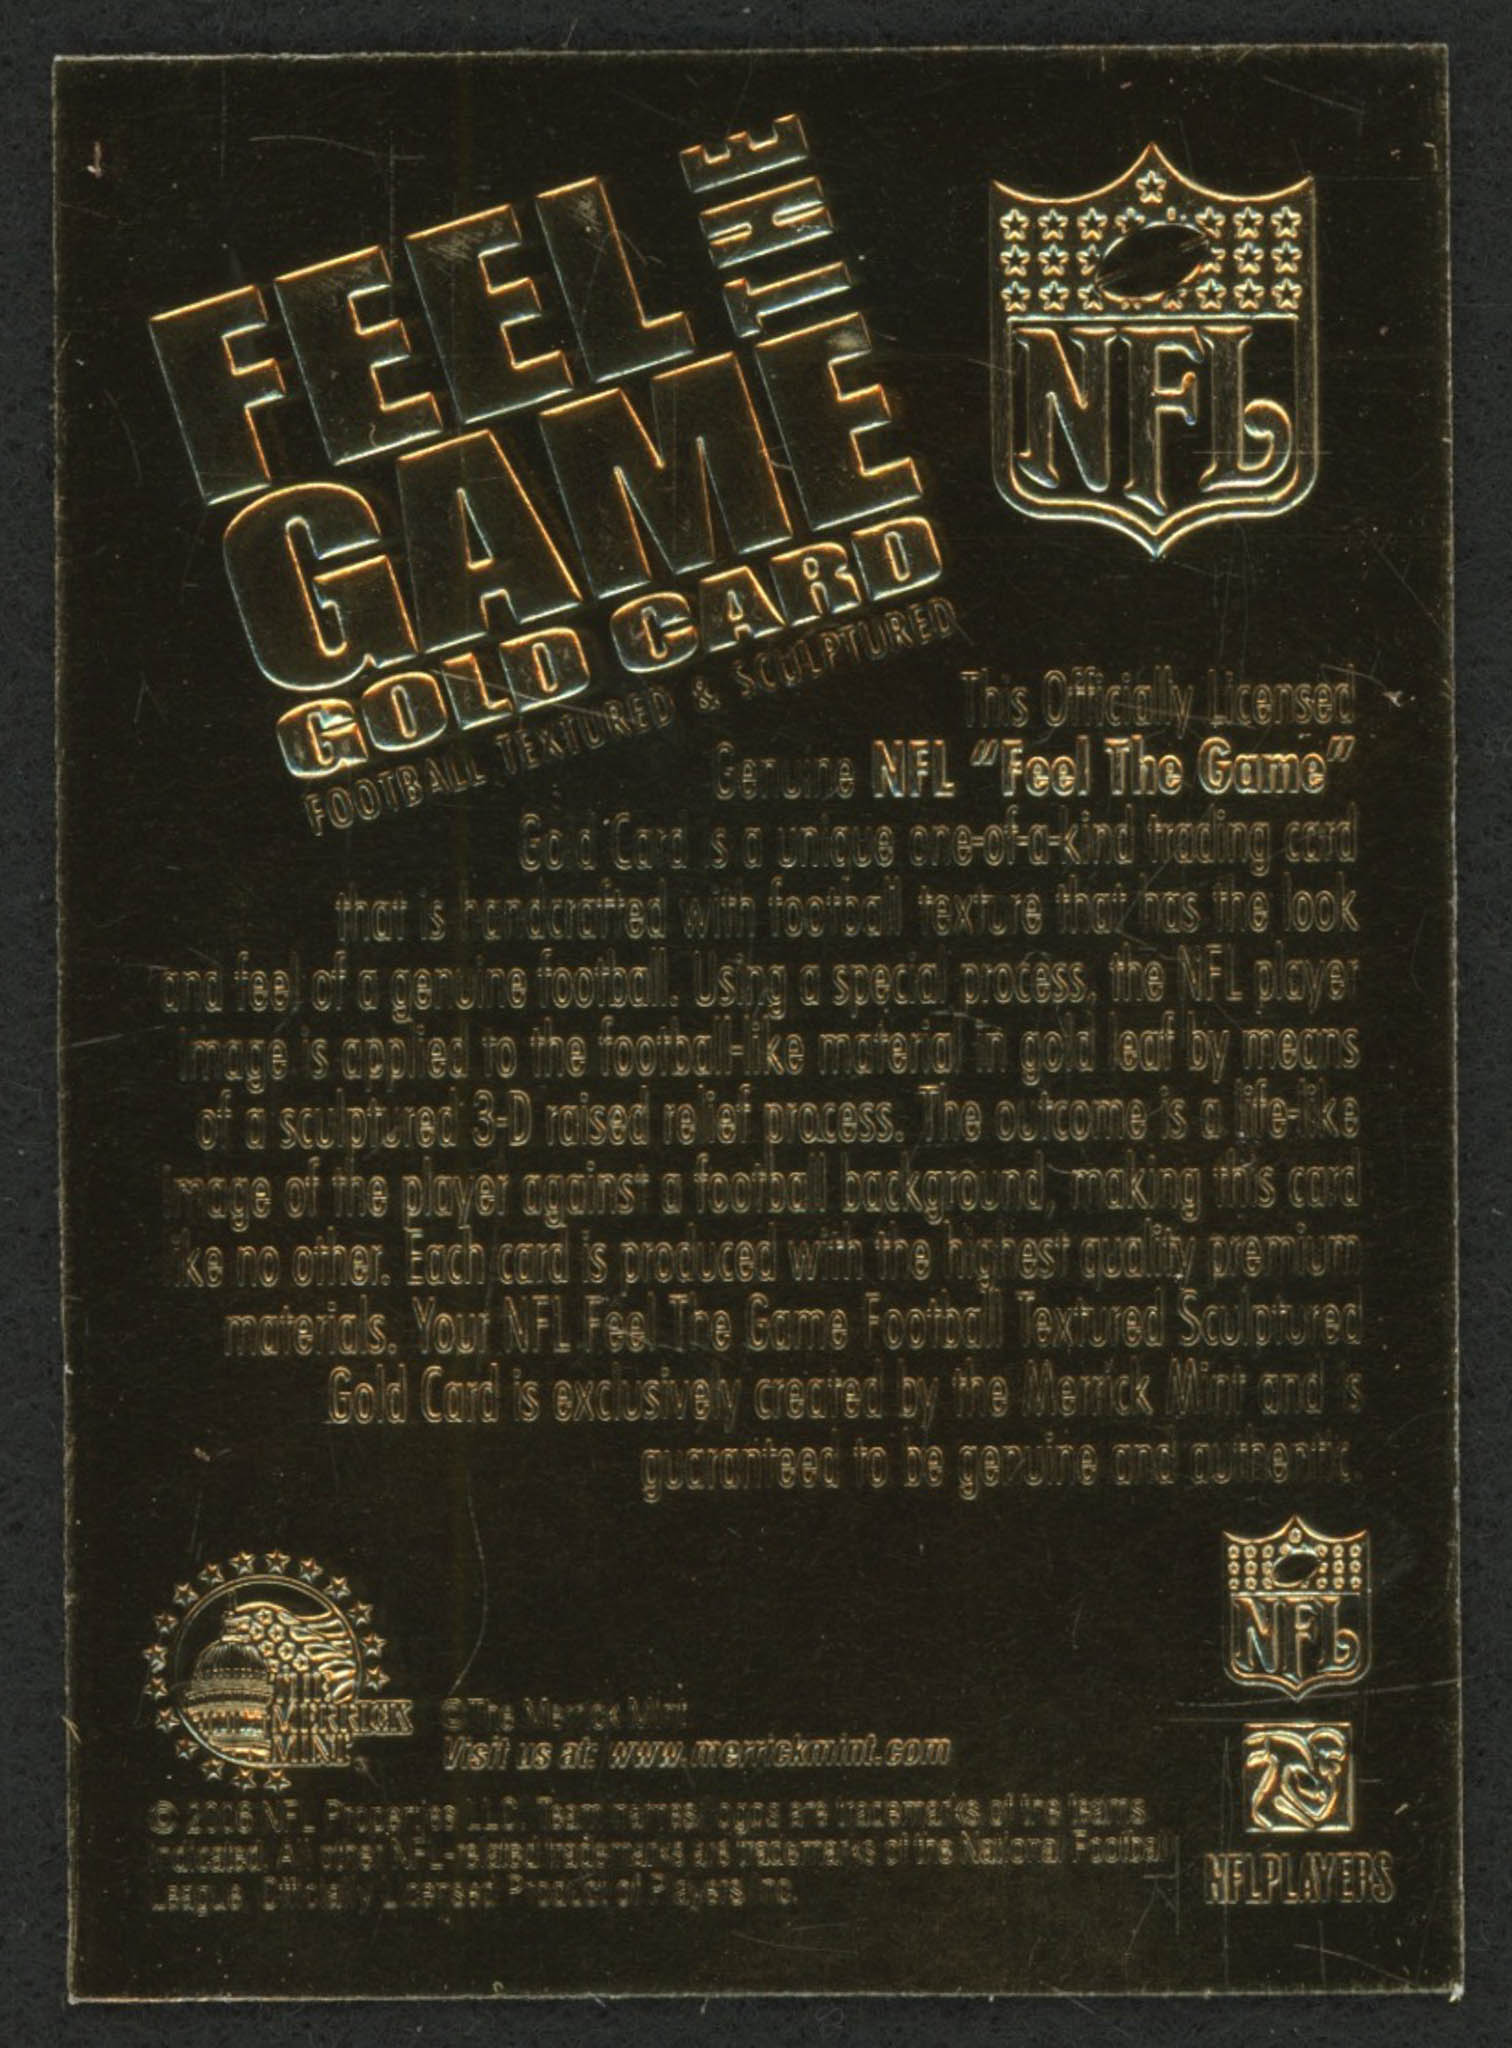 FEEL THE
GAME
GOLD CARD
FOOTBALL TEXTURED & SCULPTURED
NFL
This Officially Licensed
Genuine NFL “Feel The Game”
Gold Card is a unique one-of-a-kind trading card
that is handcrafted with football texture that has the look
and feel of a genuine football. Using a special process, the NFL player
image is applied to the football-like material in gold leaf by means
of a sculptured 3-D raised relief process. The outcome is a life-like
image of the player against a football background, making this card
like no other. Each card is produced with the highest quality premium
materials. Your NFL Feel The Game Football Textured Sculptured
Gold Card is exclusively created by the Merrick Mint and is
guaranteed to be genuine and authentic.
NFL
THE
MERRICK
MINT
© The Merrick Mint
Visit us at: www.merrickmint.com
© 2006 NFL Properties LLC. Team names/logos are trademarks of the teams
indicated. All other NFL-related trademarks are trademarks of the National Football
League. Officially Licensed Product of Players Inc.
NFLPLAYERS